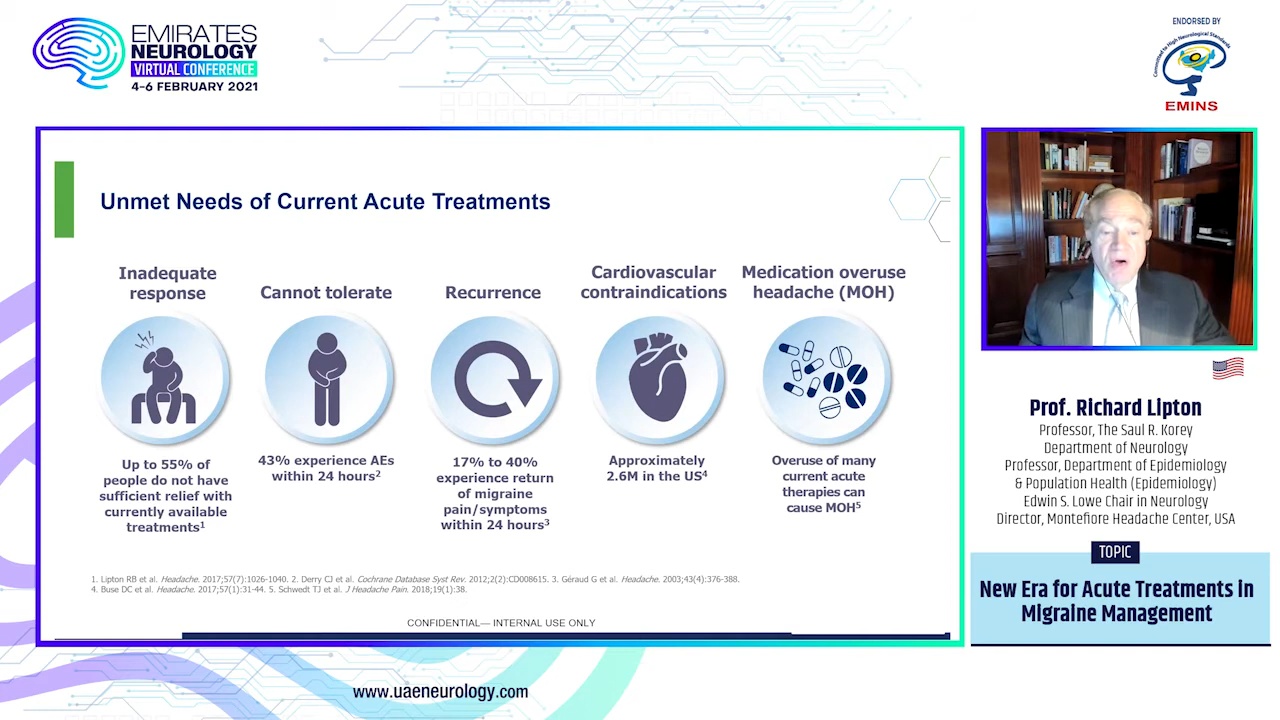 EMIRATES
NEUROLOGY
VIRTUAL CONFERENCE
4-6 FEBRUARY 2021
ENDORSED BY
Committed to High Neurological Standards
EMINS
Unmet Needs of Current Acute Treatments
Inadequate
response
Up to 55% of
people do not have
sufficient relief with
currently available
treatments1
Cannot tolerate
43% experience AEs
within 24 hours2
Recurrence
17% to 40%
experience return
of migraine
pain/symptoms
within 24 hours3
Cardiovascular
contraindications
Approximately
2.6M in the US4
Medication overuse
headache (MOH)
Overuse of many
current acute
therapies can
cause MOH5
1. Lipton RB et al. Headache. 2017;57(7):1026-1040. 2. Derry CJ et al. Cochrane Database Syst Rev. 2012;2(2):CD008615. 3. Géraud G et al. Headache. 2003;43(4):376-388.
4. Buse DC et al. Headache. 2017;57(1):31-44. 5. Schwedt TJ et al. J Headache Pain. 2018;19(1):38.
CONFIDENTIAL— INTERNAL USE ONLY
Prof. Richard Lipton
Professor, The Saul R. Korey
Department of Neurology
Professor, Department of Epidemiology
& Population Health (Epidemiology)
Edwin S. Lowe Chair in Neurology
Director, Montefiore Headache Center, USA
TOPIC
New Era for Acute Treatments in
Migraine Management
www.uaeneurology.com